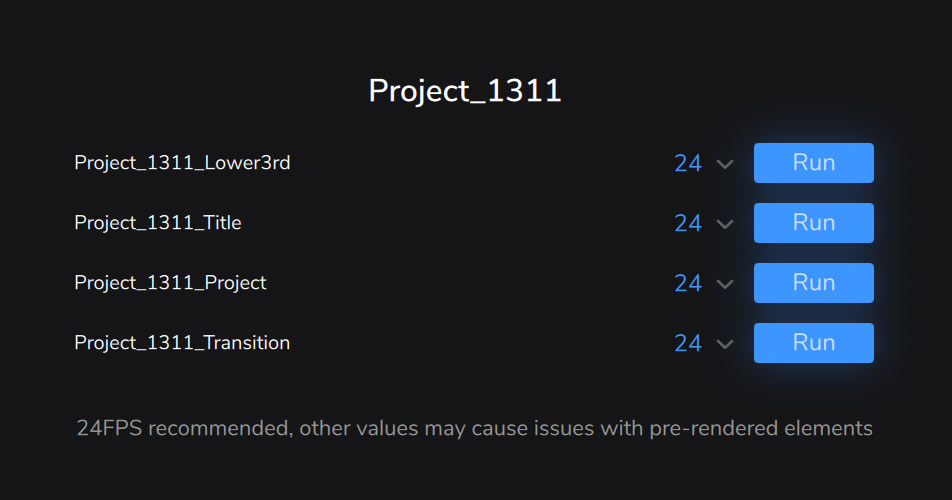 Project_1311
Project_1311_Lower3rd 24 Run
Project_1311_Title 24 Run
Project_1311_Project 24 Run
Project_1311_Transition 24 Run
24FPS recommended, other values may cause issues with pre-rendered elements